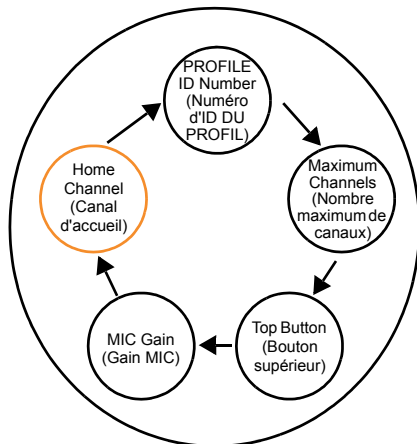 PROFILE
ID Number
(Numéro
d'ID DU
PROFIL)
Maximum
Channels
(Nombre
maximum de
canaux)
Top Button
(Bouton
supérieur)
MIC Gain
(Gain MIC)
Home
Channel
(Canal
d'accueil)